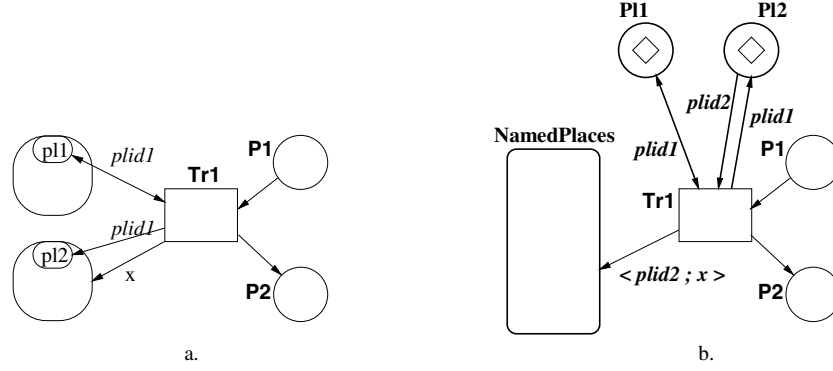 pl1
plid1
P1
Tr1
plid1
pl2
x
P2
a.
Pl1
Pl2
plid2
plid1
NamedPlaces
plid1
P1
Tr1
< plid2 ; x >
P2
b.